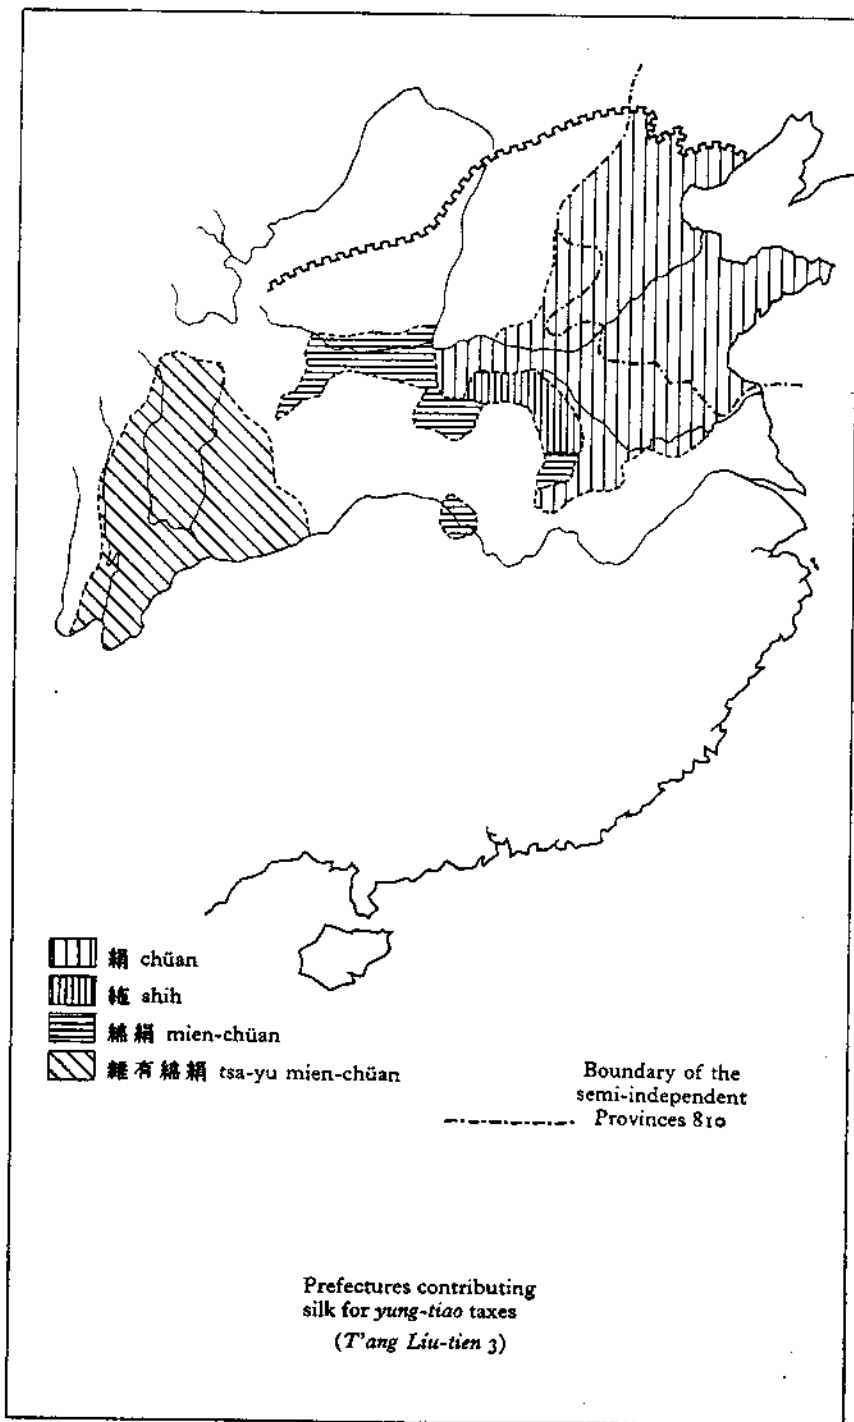 絹 chüan
絁 shih
綿絹 mien-chüan
雜有綿絹 tsa-yu mien-chüan
Boundary of the
semi-independent
Provinces 810
Prefectures contributing
silk for yung-tiao taxes
(T'ang Liu-tien 3)